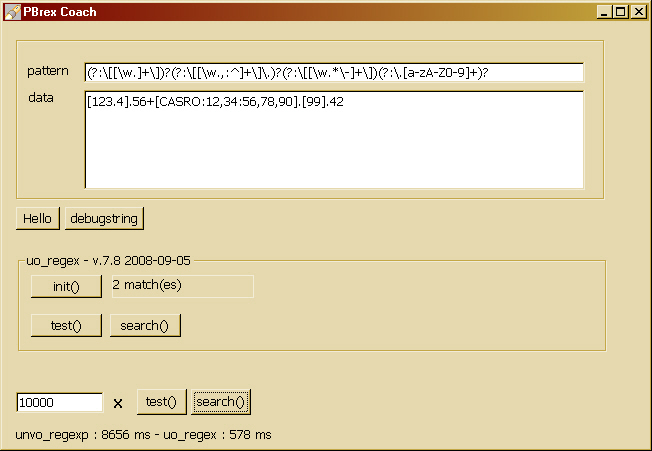 PBrex Coach
pattern (?:\[[\w.]+\])?(?:\[[\w.,:^]+\]\.)?(?:\[[\w.*\-]+\])(?:\.[a-zA-Z0-9]+)?
data [123.4].56+[CASRO:12,34:56,78,90].[99].42
Hello debugstring
uo_regex - v.7.8 2008-09-05
init() 2 match(es)
test() search()
10000 x test() search()
unvo_regexp : 8656 ms - uo_regex : 578 ms